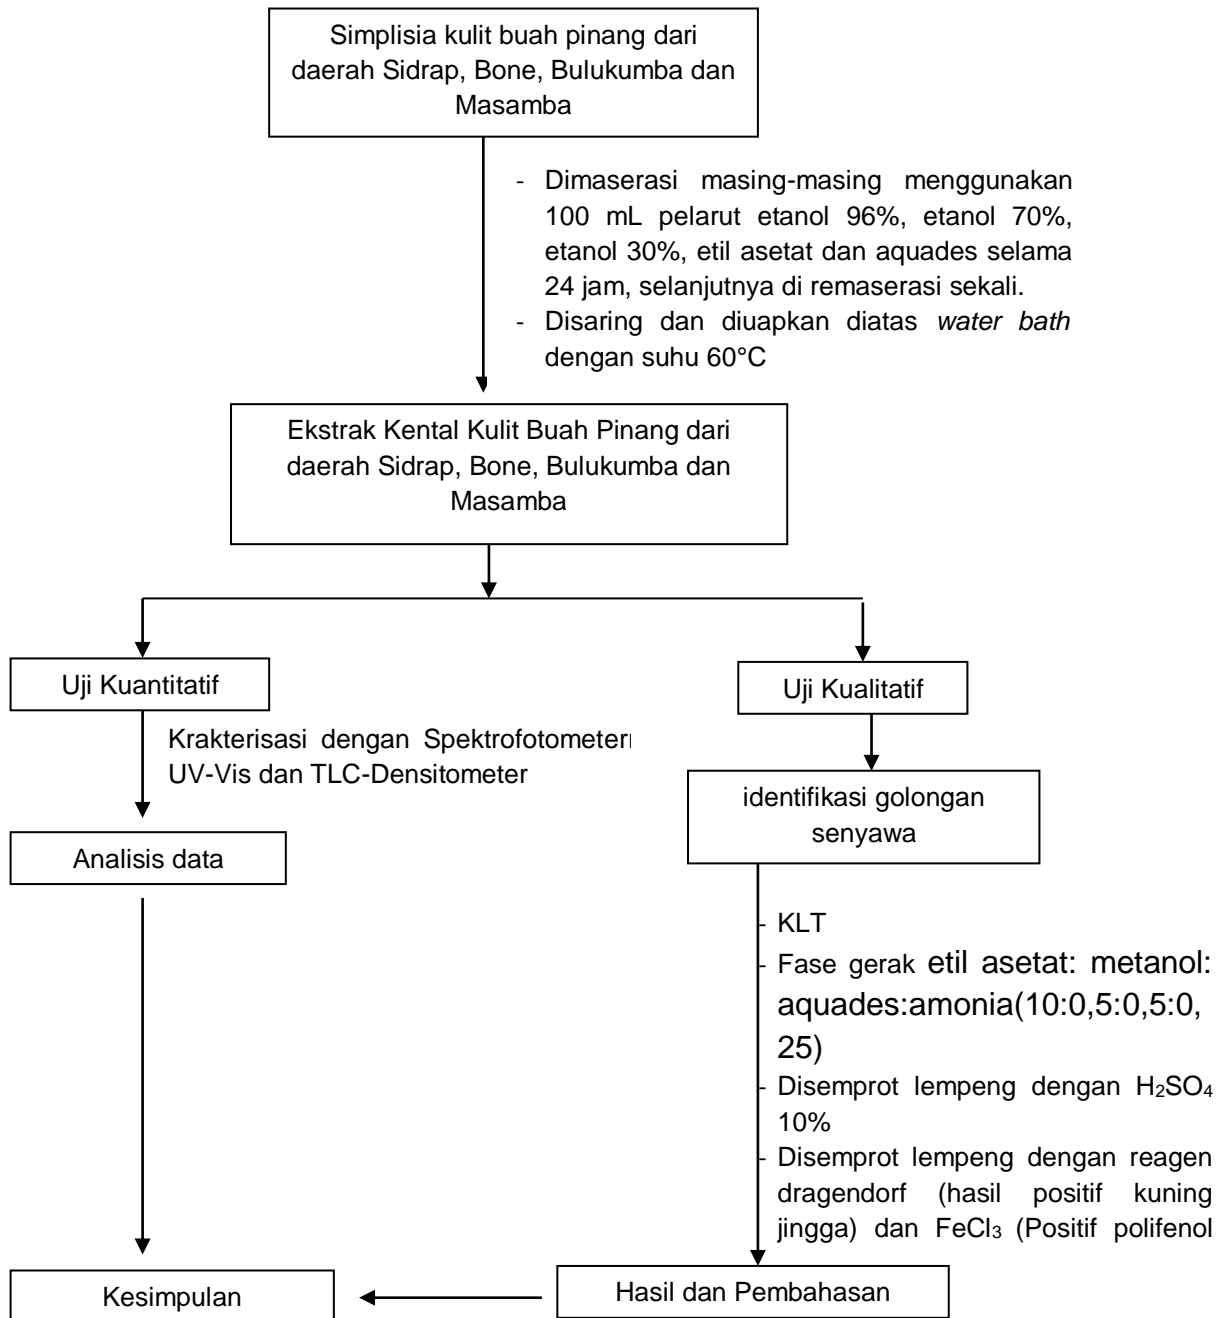 Simplisia kulit buah pinang dari
daerah Sidrap, Bone, Bulukumba dan
Masamba
- Dimaserasi masing-masing menggunakan
100 mL pelarut etanol 96%, etanol 70%,
etanol 30%, etil asetat dan aquades selama
24 jam, selanjutnya di remaserasi sekali.
- Disaring dan diuapkan diatas water bath
dengan suhu 60°C
Ekstrak Kental Kulit Buah Pinang dari
daerah Sidrap, Bone, Bulukumba dan
Masamba
Uji Kuantitatif
Krakterisasi dengan Spektrofotometer
UV-Vis dan TLC-Densitometer
Analisis data
Uji Kualitatif
identifikasi golongan
senyawa
- KLT
- Fase gerak etil asetat: metanol:
aquades:amonia(10:0,5:0,5:0,
25)
- Disemprot lempeng dengan H₂SO₄
10%
- Disemprot lempeng dengan reagen
dragendorf (hasil positif kuning
jingga) dan FeCl₃ (Positif polifenol
Hasil dan Pembahasan
Kesimpulan